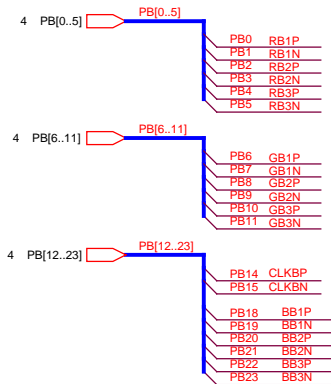 PB[0..5]
4 PB[0..5]
PB0 RB1P
PB1 RB1N
PB2 RB2P
PB3 RB2N
PB4 RB3P
PB5 RB3N
PB[6..11]
4 PB[6..11]
PB6 GB1P
PB7 GB1N
PB8 GB2P
PB9 GB2N
PB10 GB3P
PB11 GB3N
PB[12..23]
4 PB[12..23]
PB14 CLKBP
PB15 CLKBN
PB18 BB1P
PB19 BB1N
PB20 BB2P
PB21 BB2N
PB22 BB3P
PB23 BB3N